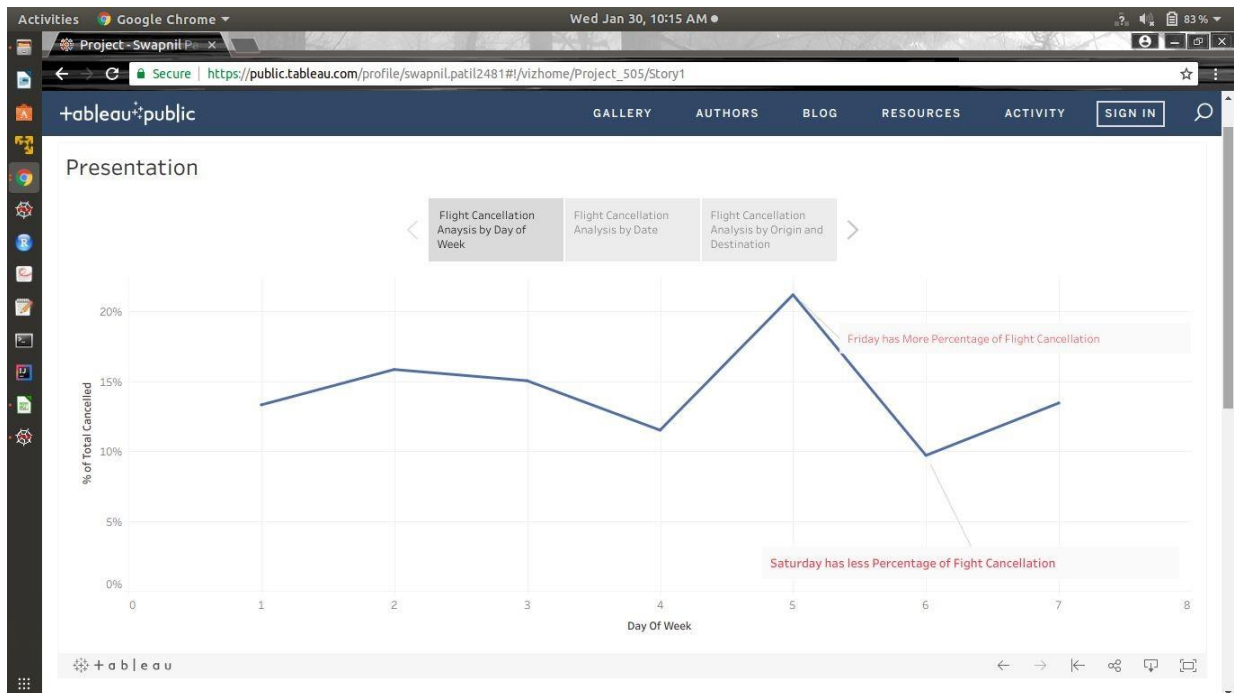 Activities Google Chrome ▾ Wed Jan 30, 10:15 AM ● 83 % ▾
Project - Swapnil Pa ×
Secure | https://public.tableau.com/profile/swapnil.patil2481#!/vizhome/Project_505/Story1
+ableau public GALLERY AUTHORS BLOG RESOURCES ACTIVITY SIGN IN
Presentation
Flight Cancellation
Anaysis by Day of
Week
Flight Cancellation
Analysis by Date
Flight Cancellation
Analysis by Origin and
Destination
20%
15%
10%
5%
0%
% of Total Cancelled
Friday has More Percentage of Flight Cancellation
Saturday has less Percentage of Fight Cancellation
0 1 2 3 4 5 6 7 8
Day Of Week
+ableau